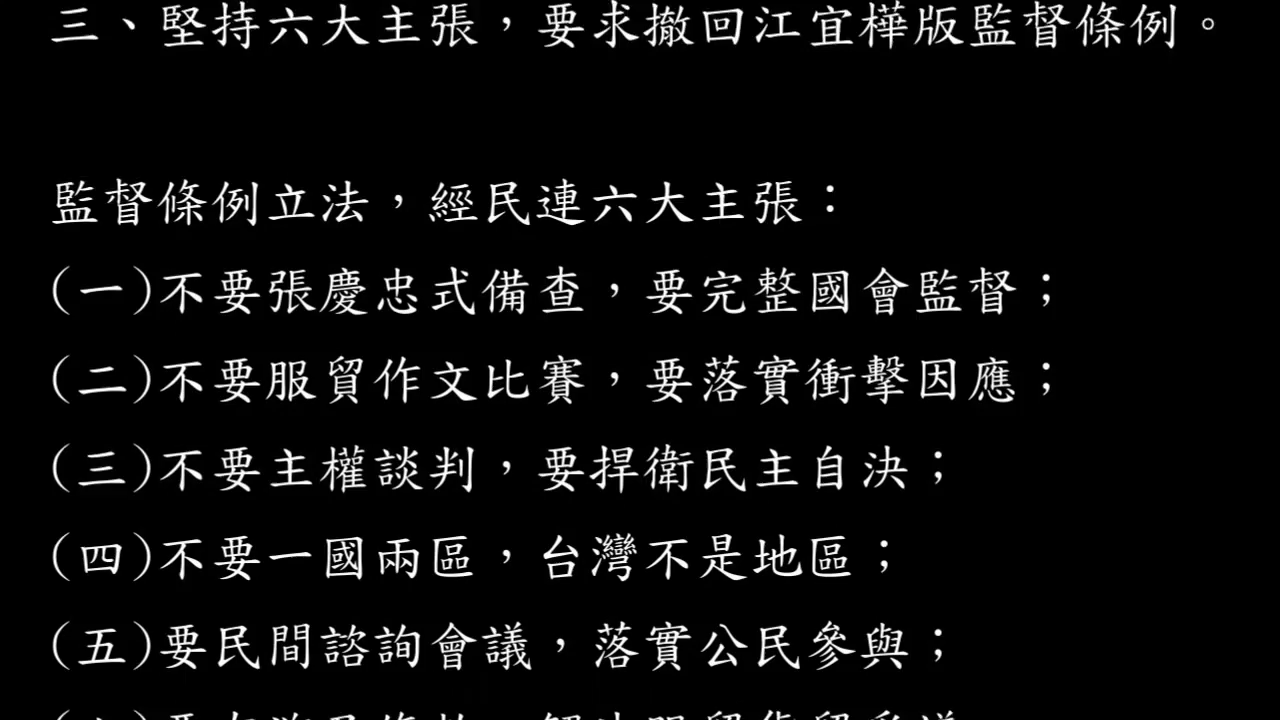 三、堅持六大主張，要求撤回江宜樺版監督條例。
監督條例立法，經民連六大主張：
(一)不要張慶忠式備查，要完整國會監督；
(二)不要服貿作文比賽，要落實衝擊因應；
(三)不要主權談判，要捍衛民主自決；
(四)不要一國兩區，台灣不是地區；
(五)要民間諮詢會議，落實公民參與；